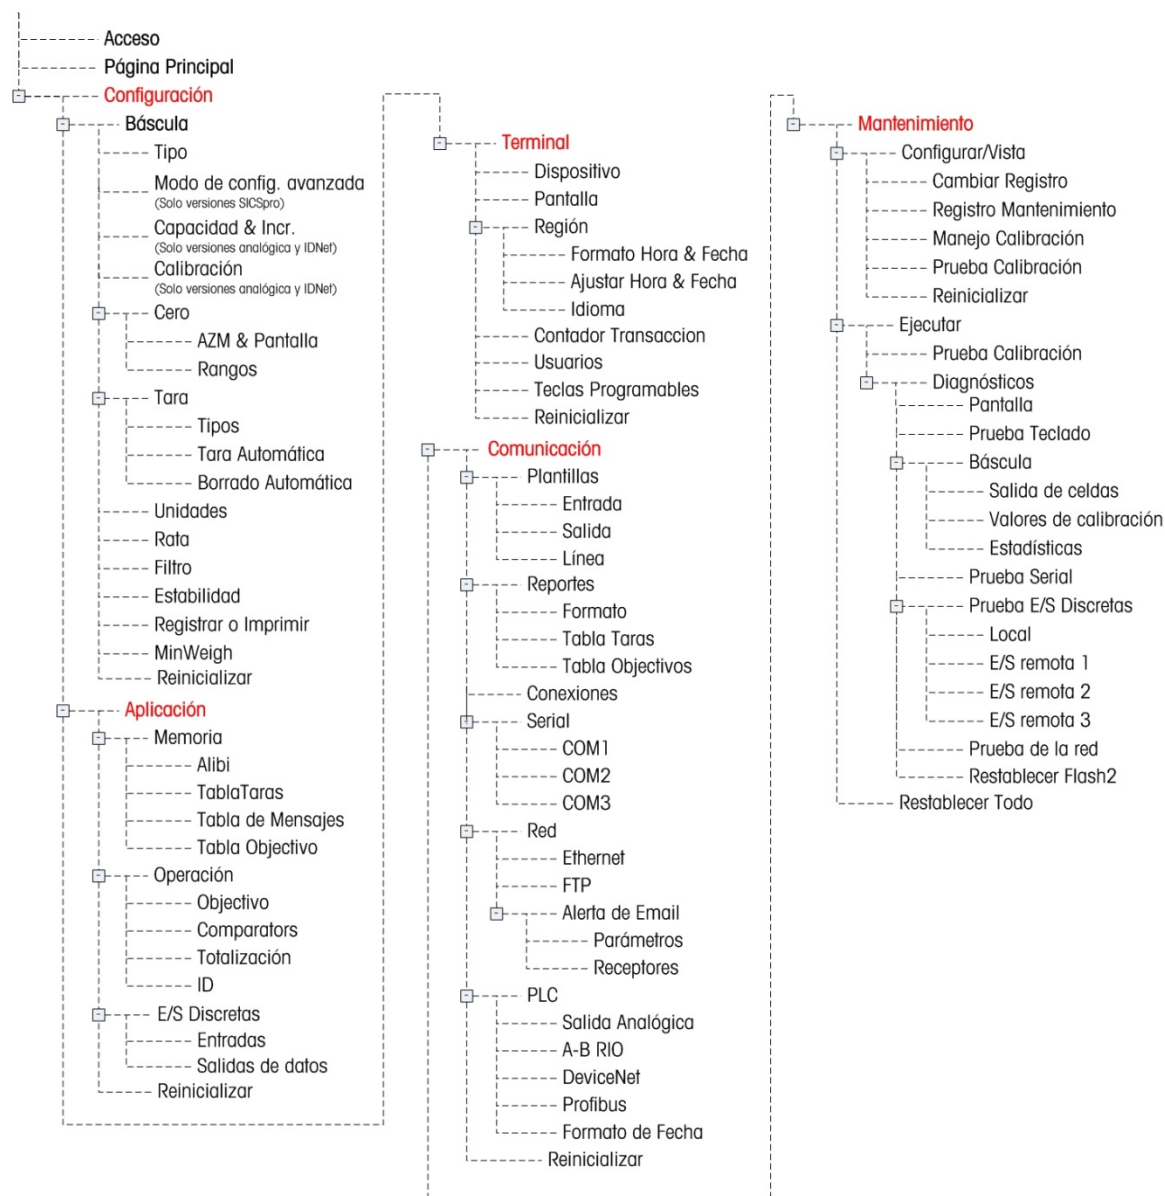 Acceso
Página Principal
Configuración
Báscula
Tipo
Modo de config. avanzada
(Solo versiones SICSpro)
Capacidad & Incr.
(Solo versiones analógica y IDNet)
Calibración
(Solo versiones analógica y IDNet)
Cero
AZM & Pantalla
Rangos
Tara
Tipos
Tara Automática
Borrado Automática
Unidades
Rata
Filtro
Estabilidad
Registrar o Imprimir
MinWeigh
Reinicializar
Aplicación
Memoria
Alibi
TablaTaras
Tabla de Mensajes
Tabla Objectivo
Operación
Objectivo
Comparators
Totalización
ID
E/S Discretas
Entradas
Salidas de datos
Reinicializar
Terminal
Dispositivo
Pantalla
Región
Formato Hora & Fecha
Ajustar Hora & Fecha
Idioma
Contador Transaccion
Usuarios
Teclas Programables
Reinicializar
Comunicación
Plantillas
Entrada
Salida
Línea
Reportes
Formato
Tabla Taras
Tabla Objectivos
Conexiones
Serial
COM1
COM2
COM3
Red
Ethernet
FTP
Alerta de Email
Parámetros
Receptores
PLC
Salida Analógica
A-B RIO
DeviceNet
Profibus
Formato de Fecha
Reinicializar
Mantenimiento
Configurar/Vista
Cambiar Registro
Registro Mantenimiento
Manejo Calibración
Prueba Calibración
Reinicializar
Ejecutar
Prueba Calibración
Diagnósticos
Pantalla
Prueba Teclado
Báscula
Salida de celdas
Valores de calibración
Estadísticas
Prueba Serial
Prueba E/S Discretas
Local
E/S remota 1
E/S remota 2
E/S remota 3
Prueba de la red
Restablecer Flash2
Restablecer Todo